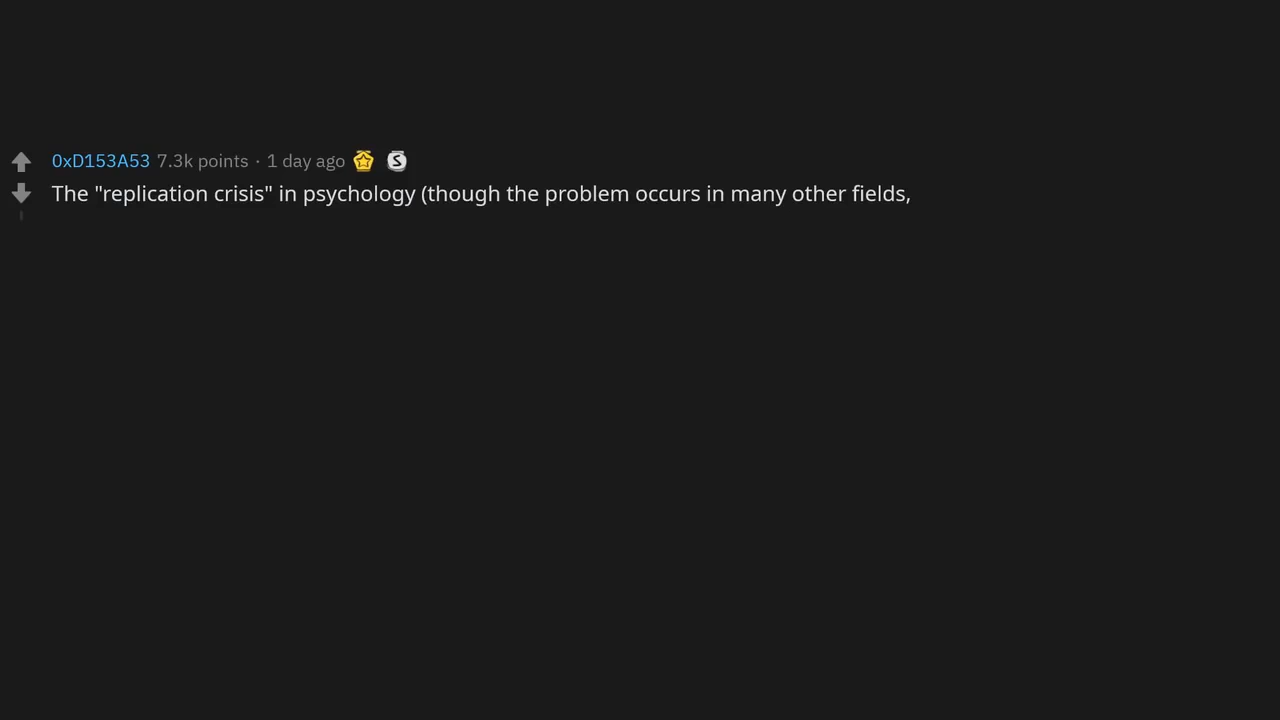 0xD153A53 7.3k points · 1 day ago S
The "replication crisis" in psychology (though the problem occurs in many other fields,